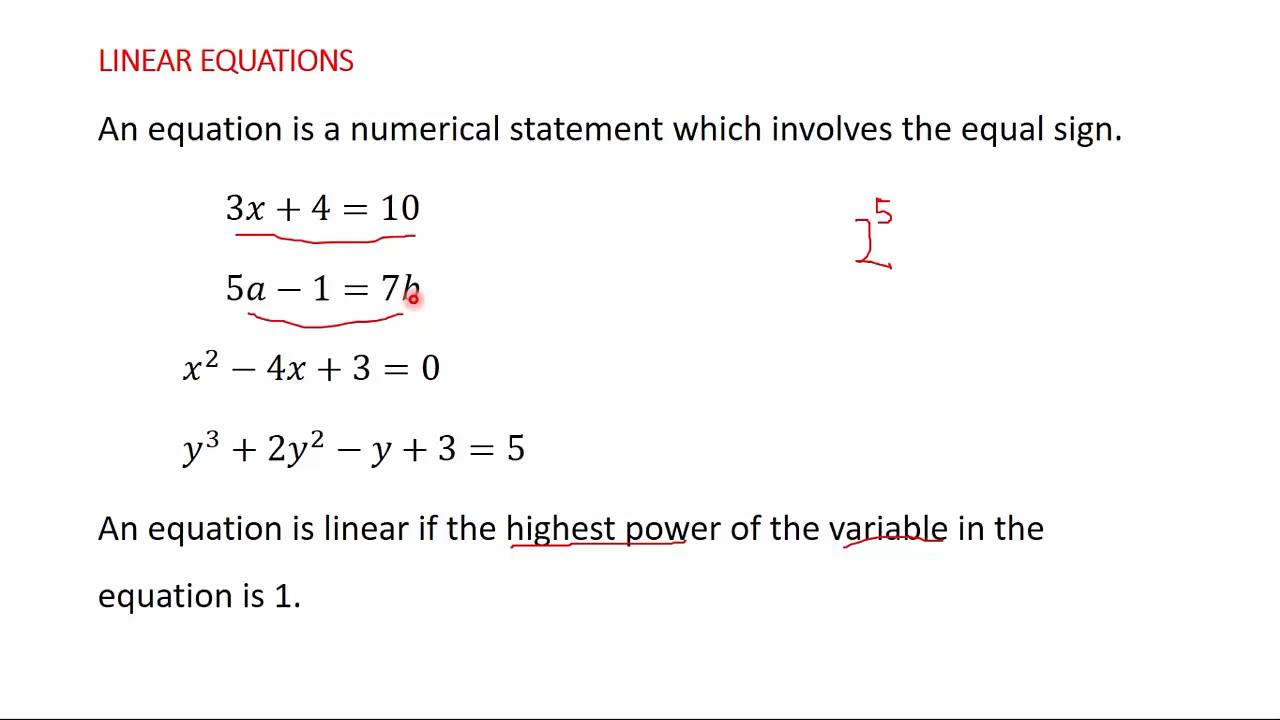 LINEAR EQUATIONS
An equation is a numerical statement which involves the equal sign.
3x + 4 = 10
5
5a − 1 = 7b
x² − 4x + 3 = 0
y³ + 2y² − y + 3 = 5
An equation is linear if the highest power of the variable in the
equation is 1.